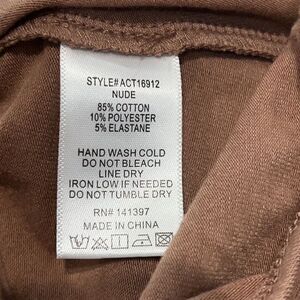 STYLE#ACT16912
NUDE
85% COTTON
10% POLYESTER
5% ELASTANE
HAND WASH COLD
DO NOT BLEACH
LINE DRY
IRON LOW IF NEEDED
DO NOT TUMBLE DRY
RN# 141397
MADE IN CHINA